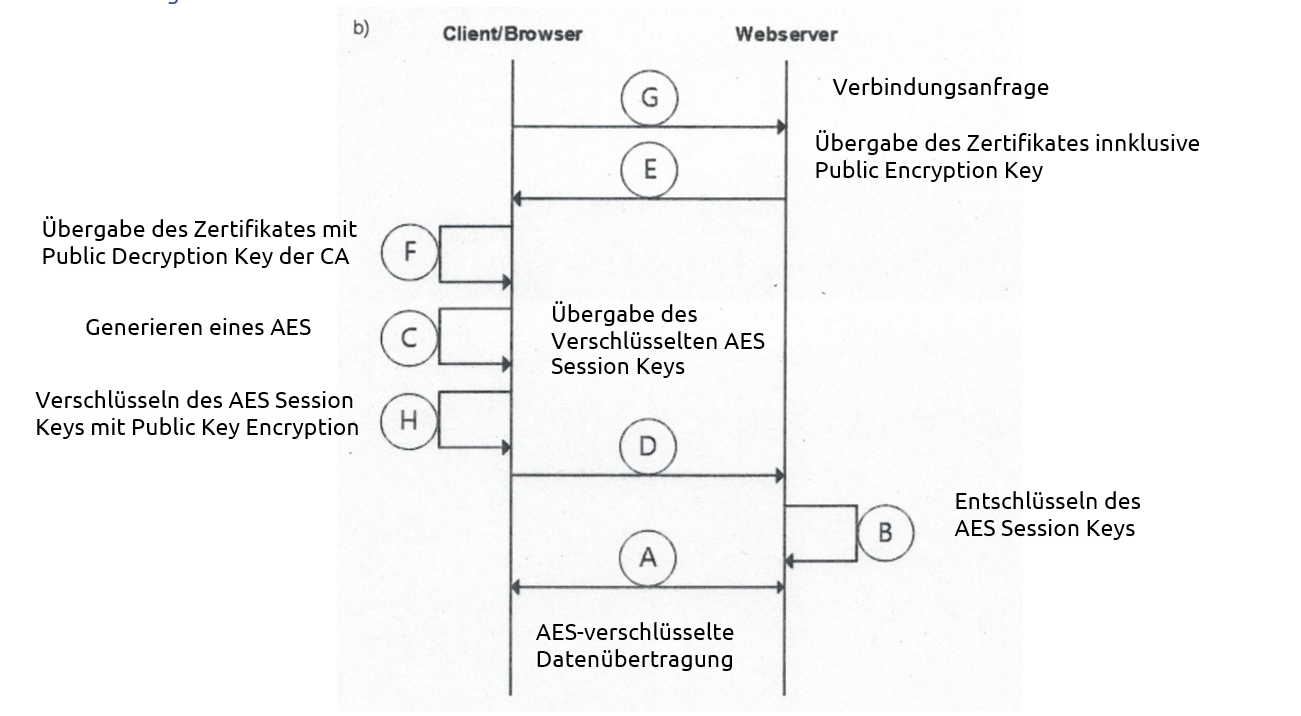 b)
Client/Browser
Webserver
G
Verbindungsanfrage
E
Übergabe des Zertifikates innklusive
Public Encryption Key
Übergabe des Zertifikates mit
Public Decryption Key der CA
F
Generieren eines AES
C
Übergabe des
Verschlüsselten AES
Session Keys
Verschlüsseln des AES Session
Keys mit Public Key Encryption
H
D
B
Entschlüsseln des
AES Session Keys
A
AES-verschlüsselte
Datenübertragung